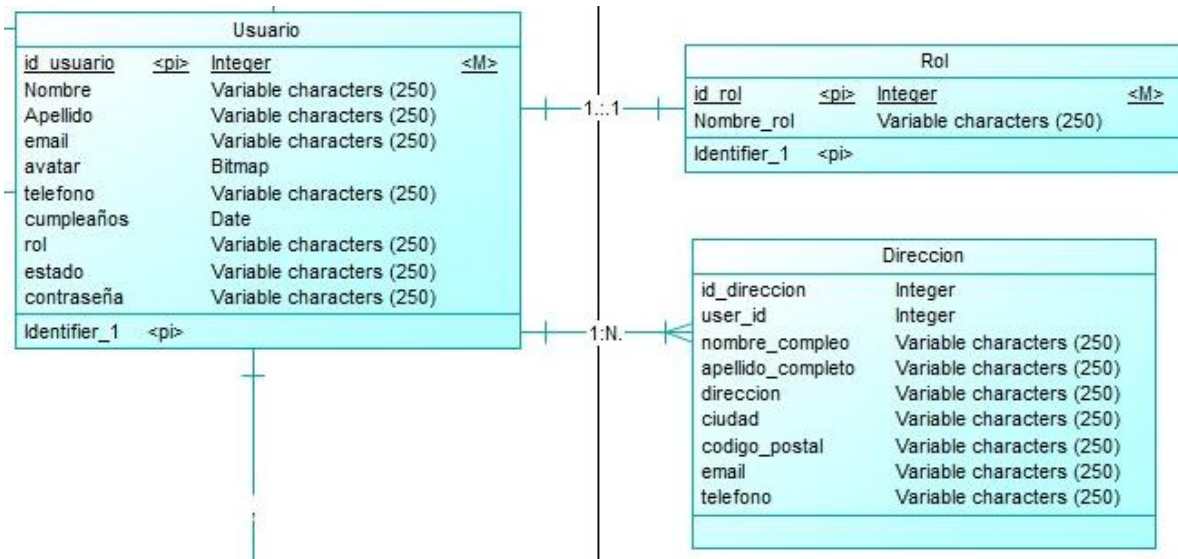 Usuario
id_usuario <pi> Integer <M>
Nombre Variable characters (250)
Apellido Variable characters (250)
email Variable characters (250)
avatar Bitmap
telefono Variable characters (250)
cumpleaños Date
rol Variable characters (250)
estado Variable characters (250)
contraseña Variable characters (250)
Identifier_1 <pi>
1.:.1
Rol
id_rol <pi> Integer <M>
Nombre_rol Variable characters (250)
Identifier_1 <pi>
1:N.
Direccion
id_direccion Integer
user_id Integer
nombre_compleo Variable characters (250)
apellido_completo Variable characters (250)
direccion Variable characters (250)
ciudad Variable characters (250)
codigo_postal Variable characters (250)
email Variable characters (250)
telefono Variable characters (250)